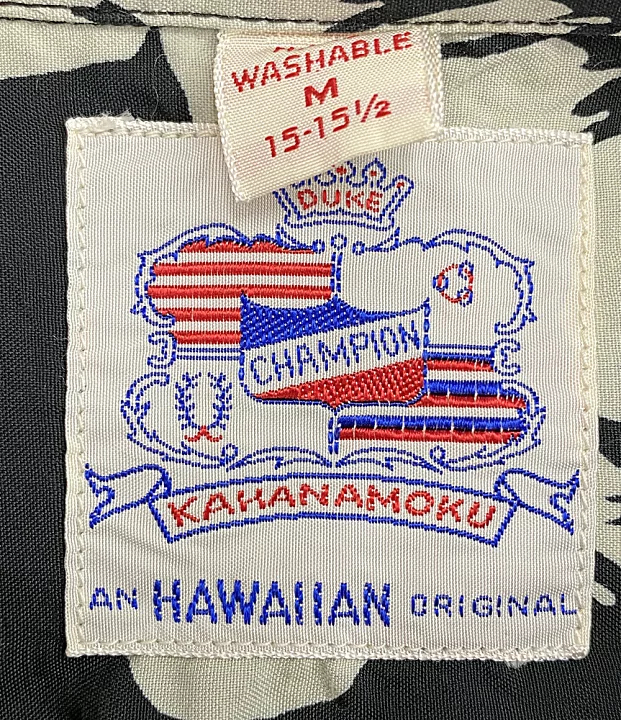 WASHABLE
M
15-15½
DUKE
CHAMPION
KAHANAMOKU
AN HAWAIIAN ORIGINAL